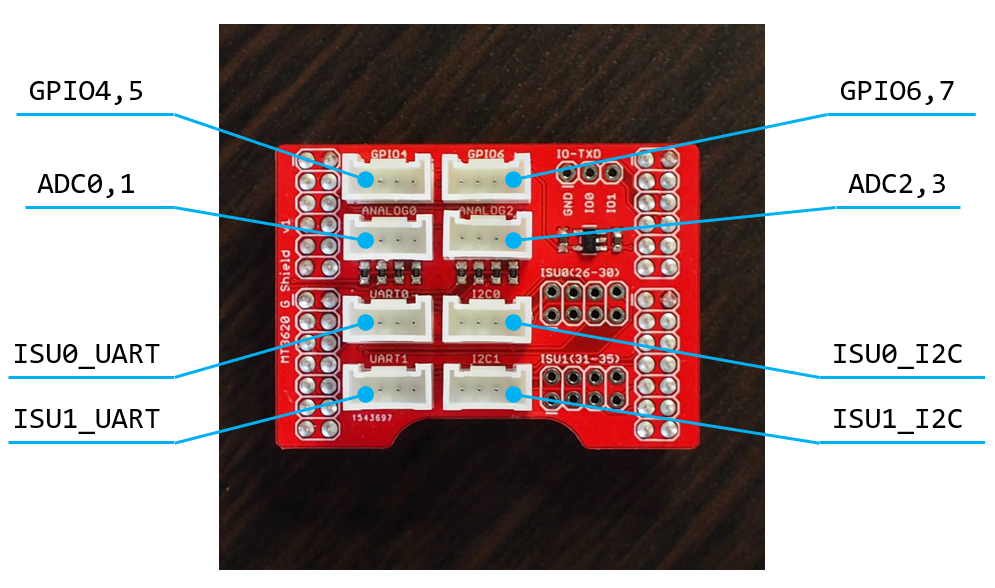 GPIO4,5
GPIO6,7
GPIO4
GPIO6
IO-TXD
ADC0,1
ADC2,3
GND
IO0
IO1
ANALOG0
ANALOG2
MT3620 G Shield v1
ISU0(26-30)
UART0
I2C0
ISU0_UART
ISU0_I2C
UART1
I2C1
ISU1(31-35)
ISU1_UART
ISU1_I2C
1543697